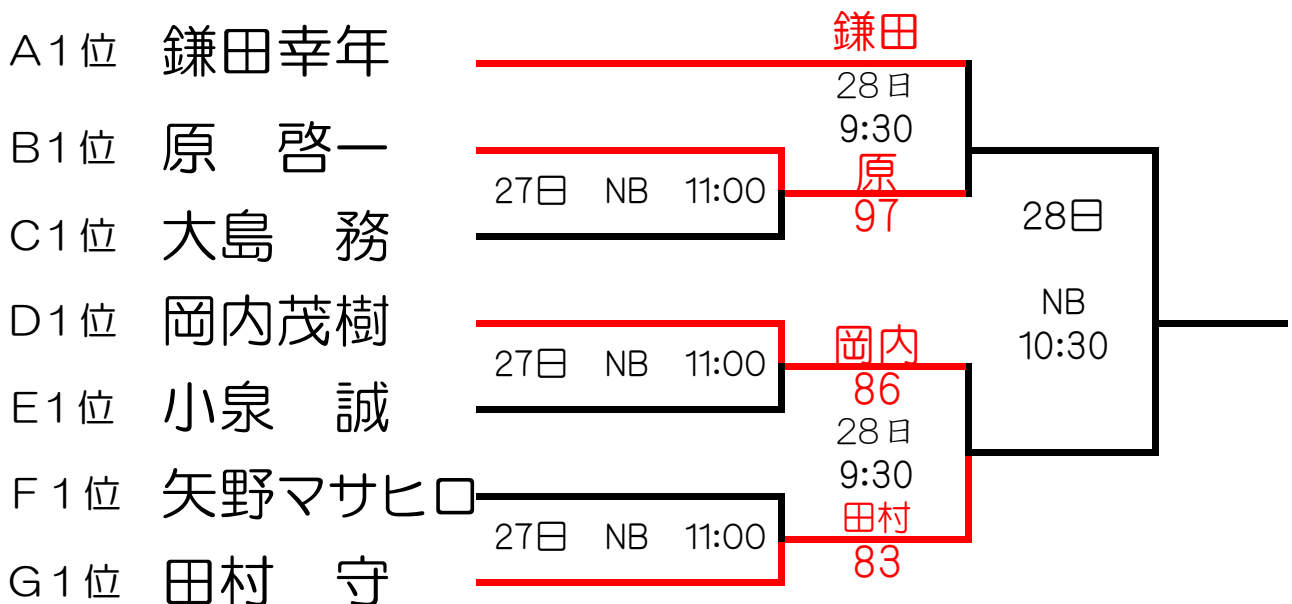 A1位 鎌田幸年
鎌田
28日
9:30
B1位 原 啓一
27日 NB 11:00
原
97
C1位 大島 務
28日
NB
10:30
D1位 岡内茂樹
27日 NB 11:00
岡内
86
E1位 小泉 誠
28日
9:30
F1位 矢野マサヒロ
27日 NB 11:00
田村
83
G1位 田村 守